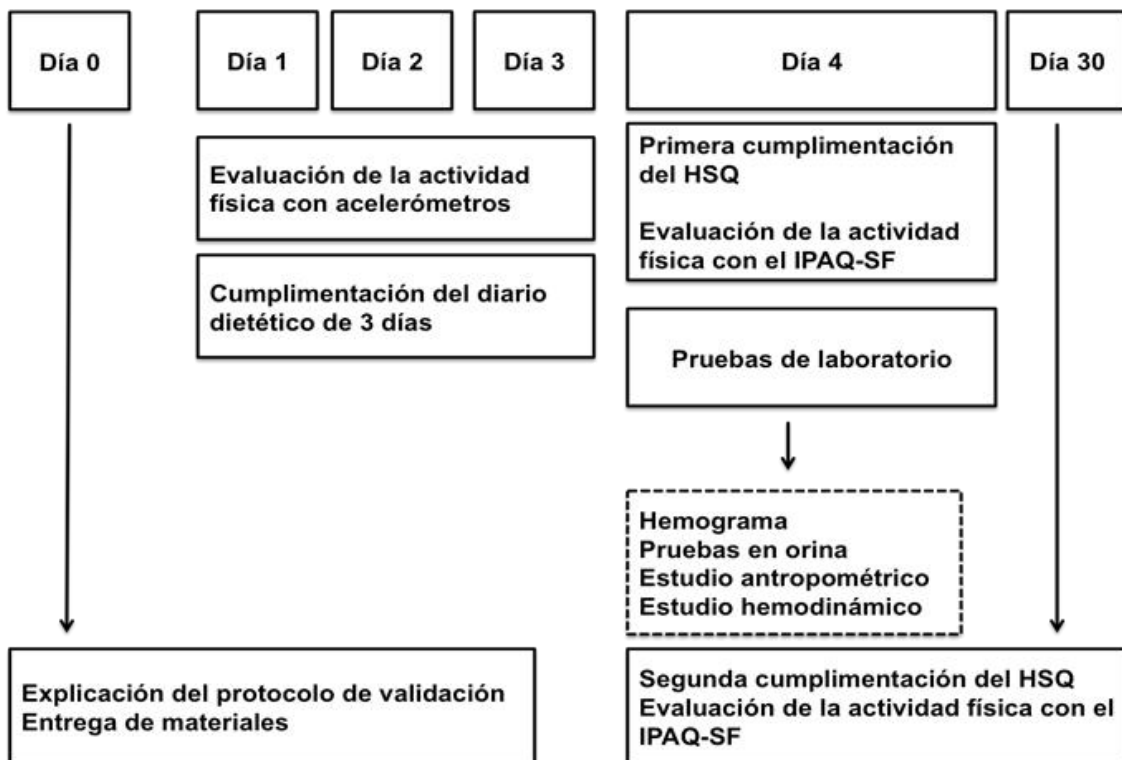 Día 0
Día 1
Día 2
Día 3
Día 4
Día 30
Evaluación de la actividad
física con acelerómetros
Cumplimentación del diario
dietético de 3 días
Primera cumplimentación
del HSQ
Evaluación de la actividad
física con el IPAQ-SF
Pruebas de laboratorio
Hemograma
Pruebas en orina
Estudio antropométrico
Estudio hemodinámico
Explicación del protocolo de validación
Entrega de materiales
Segunda cumplimentación del HSQ
Evaluación de la actividad física con el
IPAQ-SF